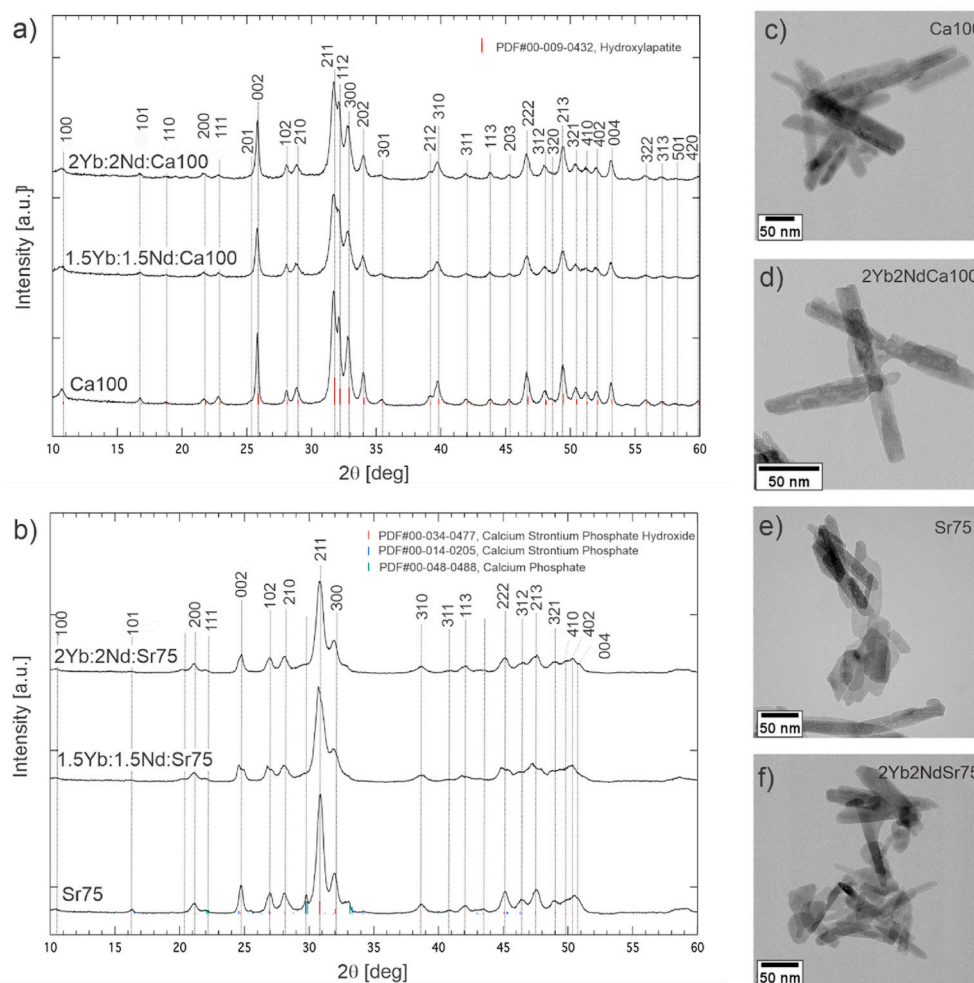 a)
PDF#00-009-0432, Hydroxylapatite
100
101
110
200
111
201
002
102
210
211
112
300
202
301
212
310
311
113
203
222
312
320
213
321
410
402
004
322
313
501
420
2Yb:2Nd:Ca100
1.5Yb:1.5Nd:Ca100
Ca100
Intensity [a.u.]
10 15 20 25 30 35 40 45 50 55 60
2θ [deg]
b)
PDF#00-034-0477, Calcium Strontium Phosphate Hydroxide
PDF#00-014-0205, Calcium Strontium Phosphate
PDF#00-048-0488, Calcium Phosphate
100
101
200
111
002
102
210
211
300
310
311
113
222
312
213
321
410
402
004
2Yb:2Nd:Sr75
1.5Yb:1.5Nd:Sr75
Sr75
Intensity [a.u.]
10 15 20 25 30 35 40 45 50 55 60
2θ [deg]
c)
Ca100
50 nm
d)
2Yb2NdCa100
50 nm
e)
Sr75
50 nm
f)
2Yb2NdSr75
50 nm